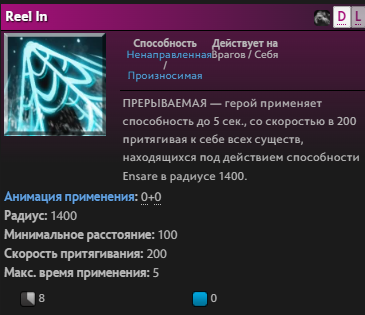 Reel In
D L
Способность Действует на
Ненаправленная Врагов / Себя
/
Произносимая
ПРЕРЫВАЕМАЯ — герой применяет
способность до 5 сек., со скоростью в 200
притягивая к себе всех существ,
находящихся под действием способности
Ensare в радиусе 1400.
Анимация применения: 0+0
Радиус: 1400
Минимальное расстояние: 100
Скорость притягивания: 200
Макс. время применения: 5
8 0